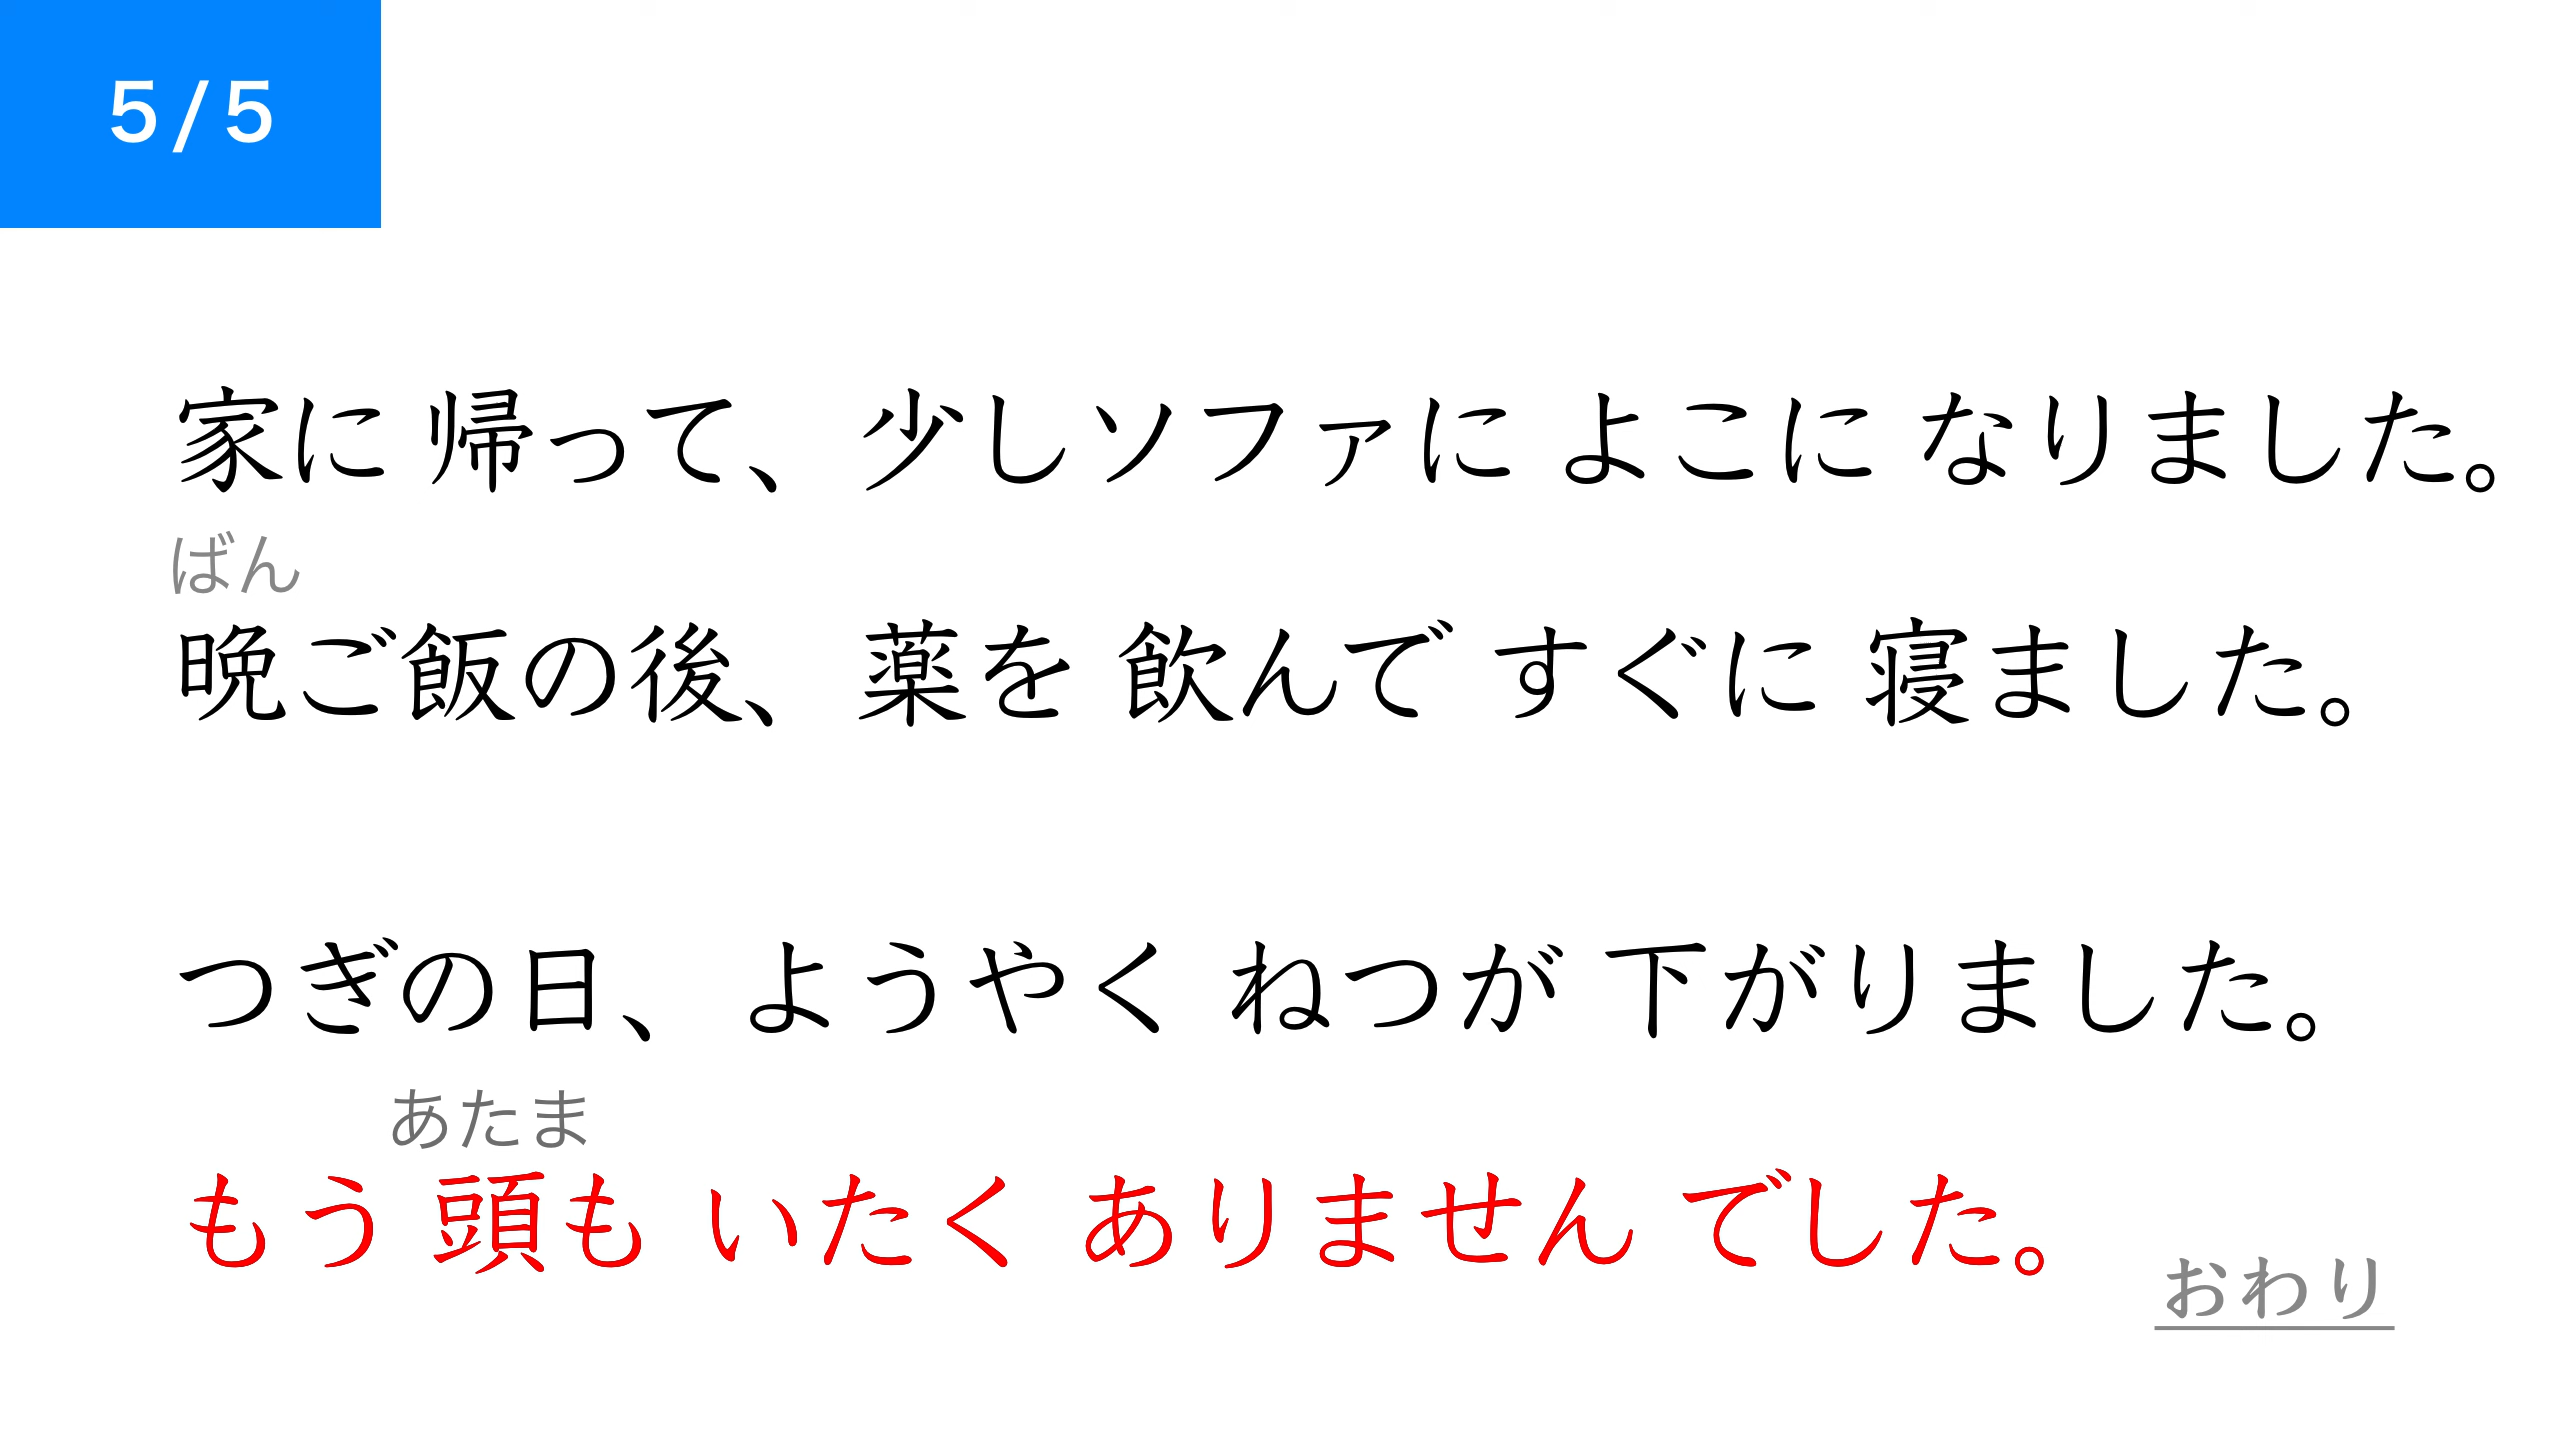 5/5
家に 帰って、少しソファに よこに なりました。
ばん
晩ご飯の後、薬を 飲んで すぐに 寝ました。
つぎの日、ようやく ねつが 下がりました。
あたま
もう 頭も いたく ありません でした。
おわり